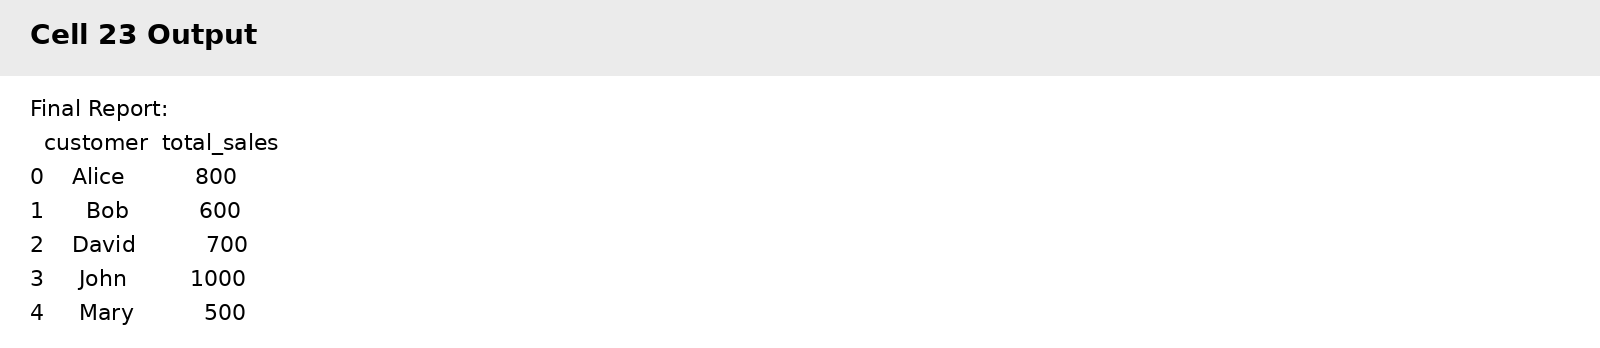 Cell 23 Output
Final Report:
  customer  total_sales
0    Alice          800
1      Bob          600
2    David          700
3     John         1000
4     Mary          500